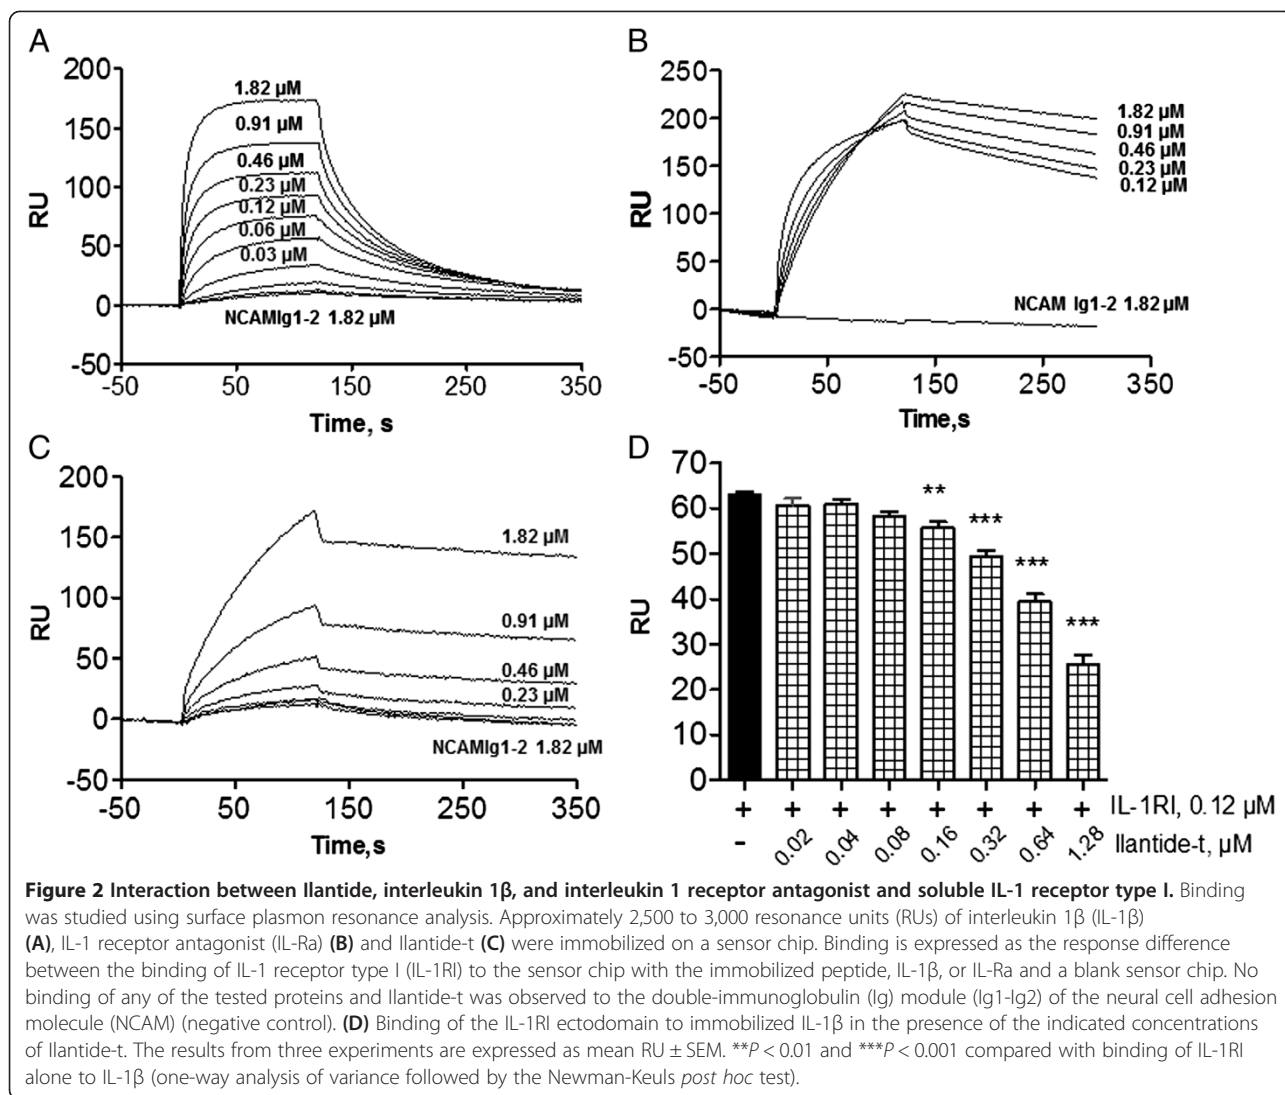 A
200
150
100
50
0
-50
RU
1.82 µM
0.91 µM
0.46 µM
0.23 µM
0.12 µM
0.06 µM
0.03 µM
NCAMIg1-2 1.82 µM
-50 50 150 250 350
Time, s
B
250
200
150
100
50
0
-50
RU
1.82 µM
0.91 µM
0.46 µM
0.23 µM
0.12 µM
NCAM Ig1-2 1.82 µM
-50 50 150 250 350
Time,s
C
200
150
100
50
0
-50
RU
1.82 µM
0.91 µM
0.46 µM
0.23 µM
NCAMIg1-2 1.82 µM
-50 50 150 250 350
Time,s
D
70
60
50
40
30
20
10
0
RU
**
***
***
***
+ + + + + + + + IL-1RI, 0.12 µM
- 0.02 0.04 0.08 0.16 0.32 0.64 1.28 Ilantide-t, µM
Figure 2 Interaction between Ilantide, interleukin 1β, and interleukin 1 receptor antagonist and soluble IL-1 receptor type I. Binding
was studied using surface plasmon resonance analysis. Approximately 2,500 to 3,000 resonance units (RUs) of interleukin 1β (IL-1β)
(A), IL-1 receptor antagonist (IL-Ra) (B) and Ilantide-t (C) were immobilized on a sensor chip. Binding is expressed as the response difference
between the binding of IL-1 receptor type I (IL-1RI) to the sensor chip with the immobilized peptide, IL-1β, or IL-Ra and a blank sensor chip. No
binding of any of the tested proteins and Ilantide-t was observed to the double-immunoglobulin (Ig) module (Ig1-Ig2) of the neural cell adhesion
molecule (NCAM) (negative control). (D) Binding of the IL-1RI ectodomain to immobilized IL-1β in the presence of the indicated concentrations
of Ilantide-t. The results from three experiments are expressed as mean RU ± SEM. **P < 0.01 and ***P < 0.001 compared with binding of IL-1RI
alone to IL-1β (one-way analysis of variance followed by the Newman-Keuls post hoc test).